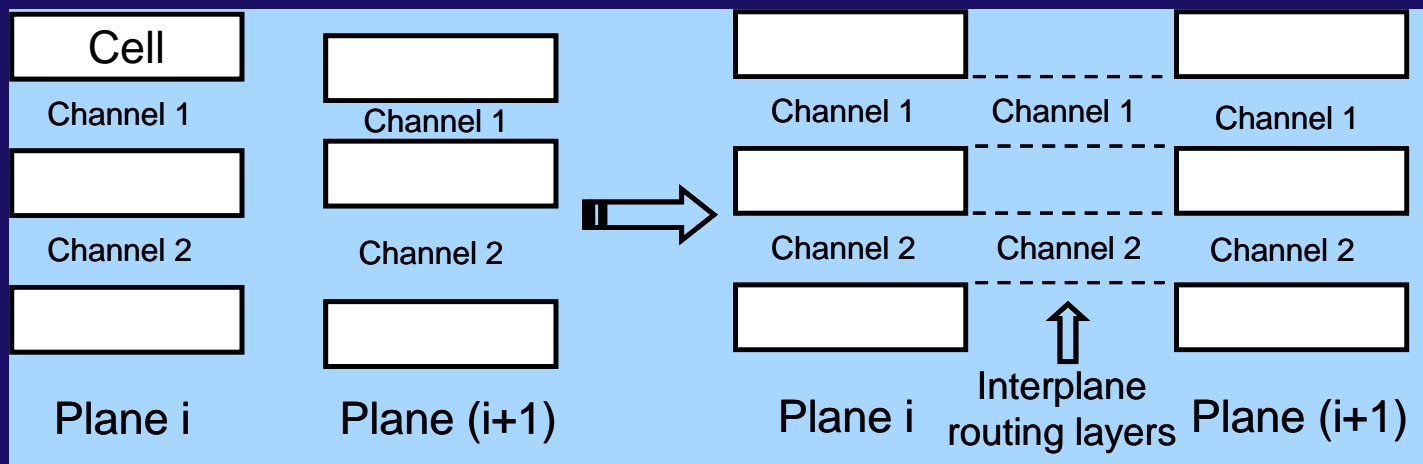 Cell
Channel 1
Channel 1
Channel 2
Channel 2
Plane i
Plane (i+1)
Channel 1
Channel 1
Channel 1
Channel 2
Channel 2
Channel 2
Plane i
Interplane
routing layers
Plane (i+1)